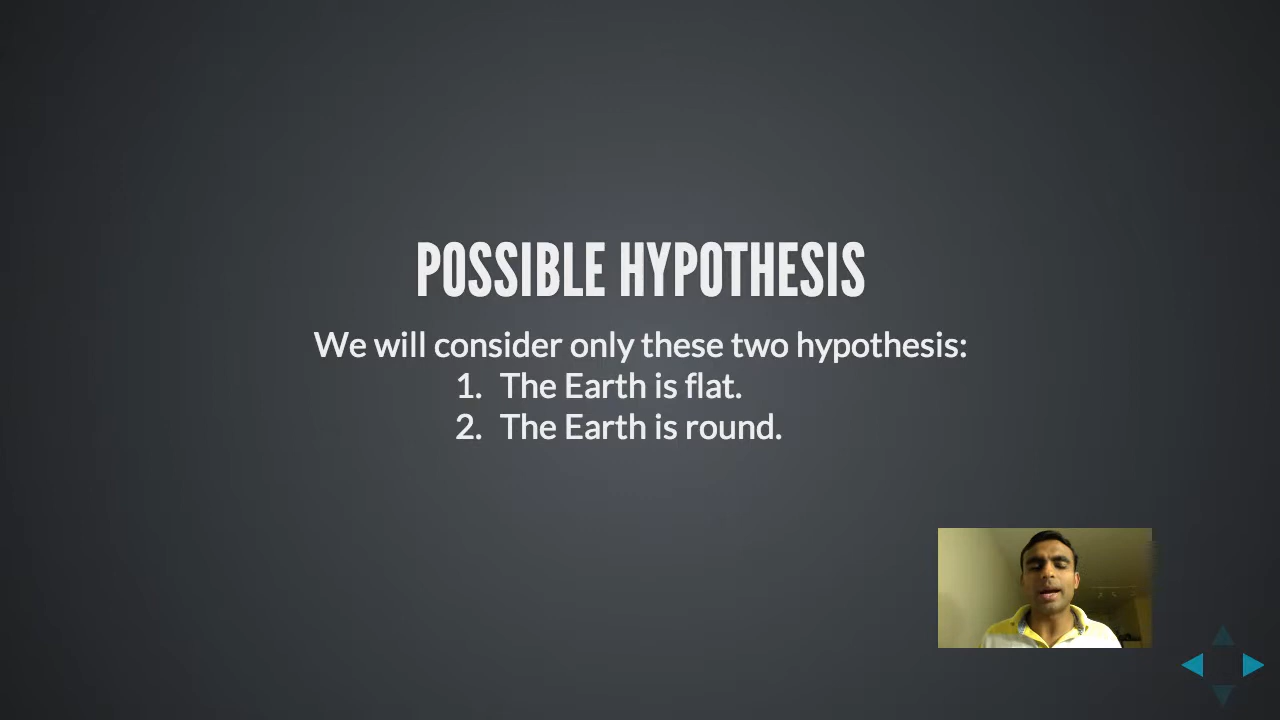 POSSIBLE HYPOTHESIS
We will consider only these two hypothesis:
1. The Earth is flat.
2. The Earth is round.